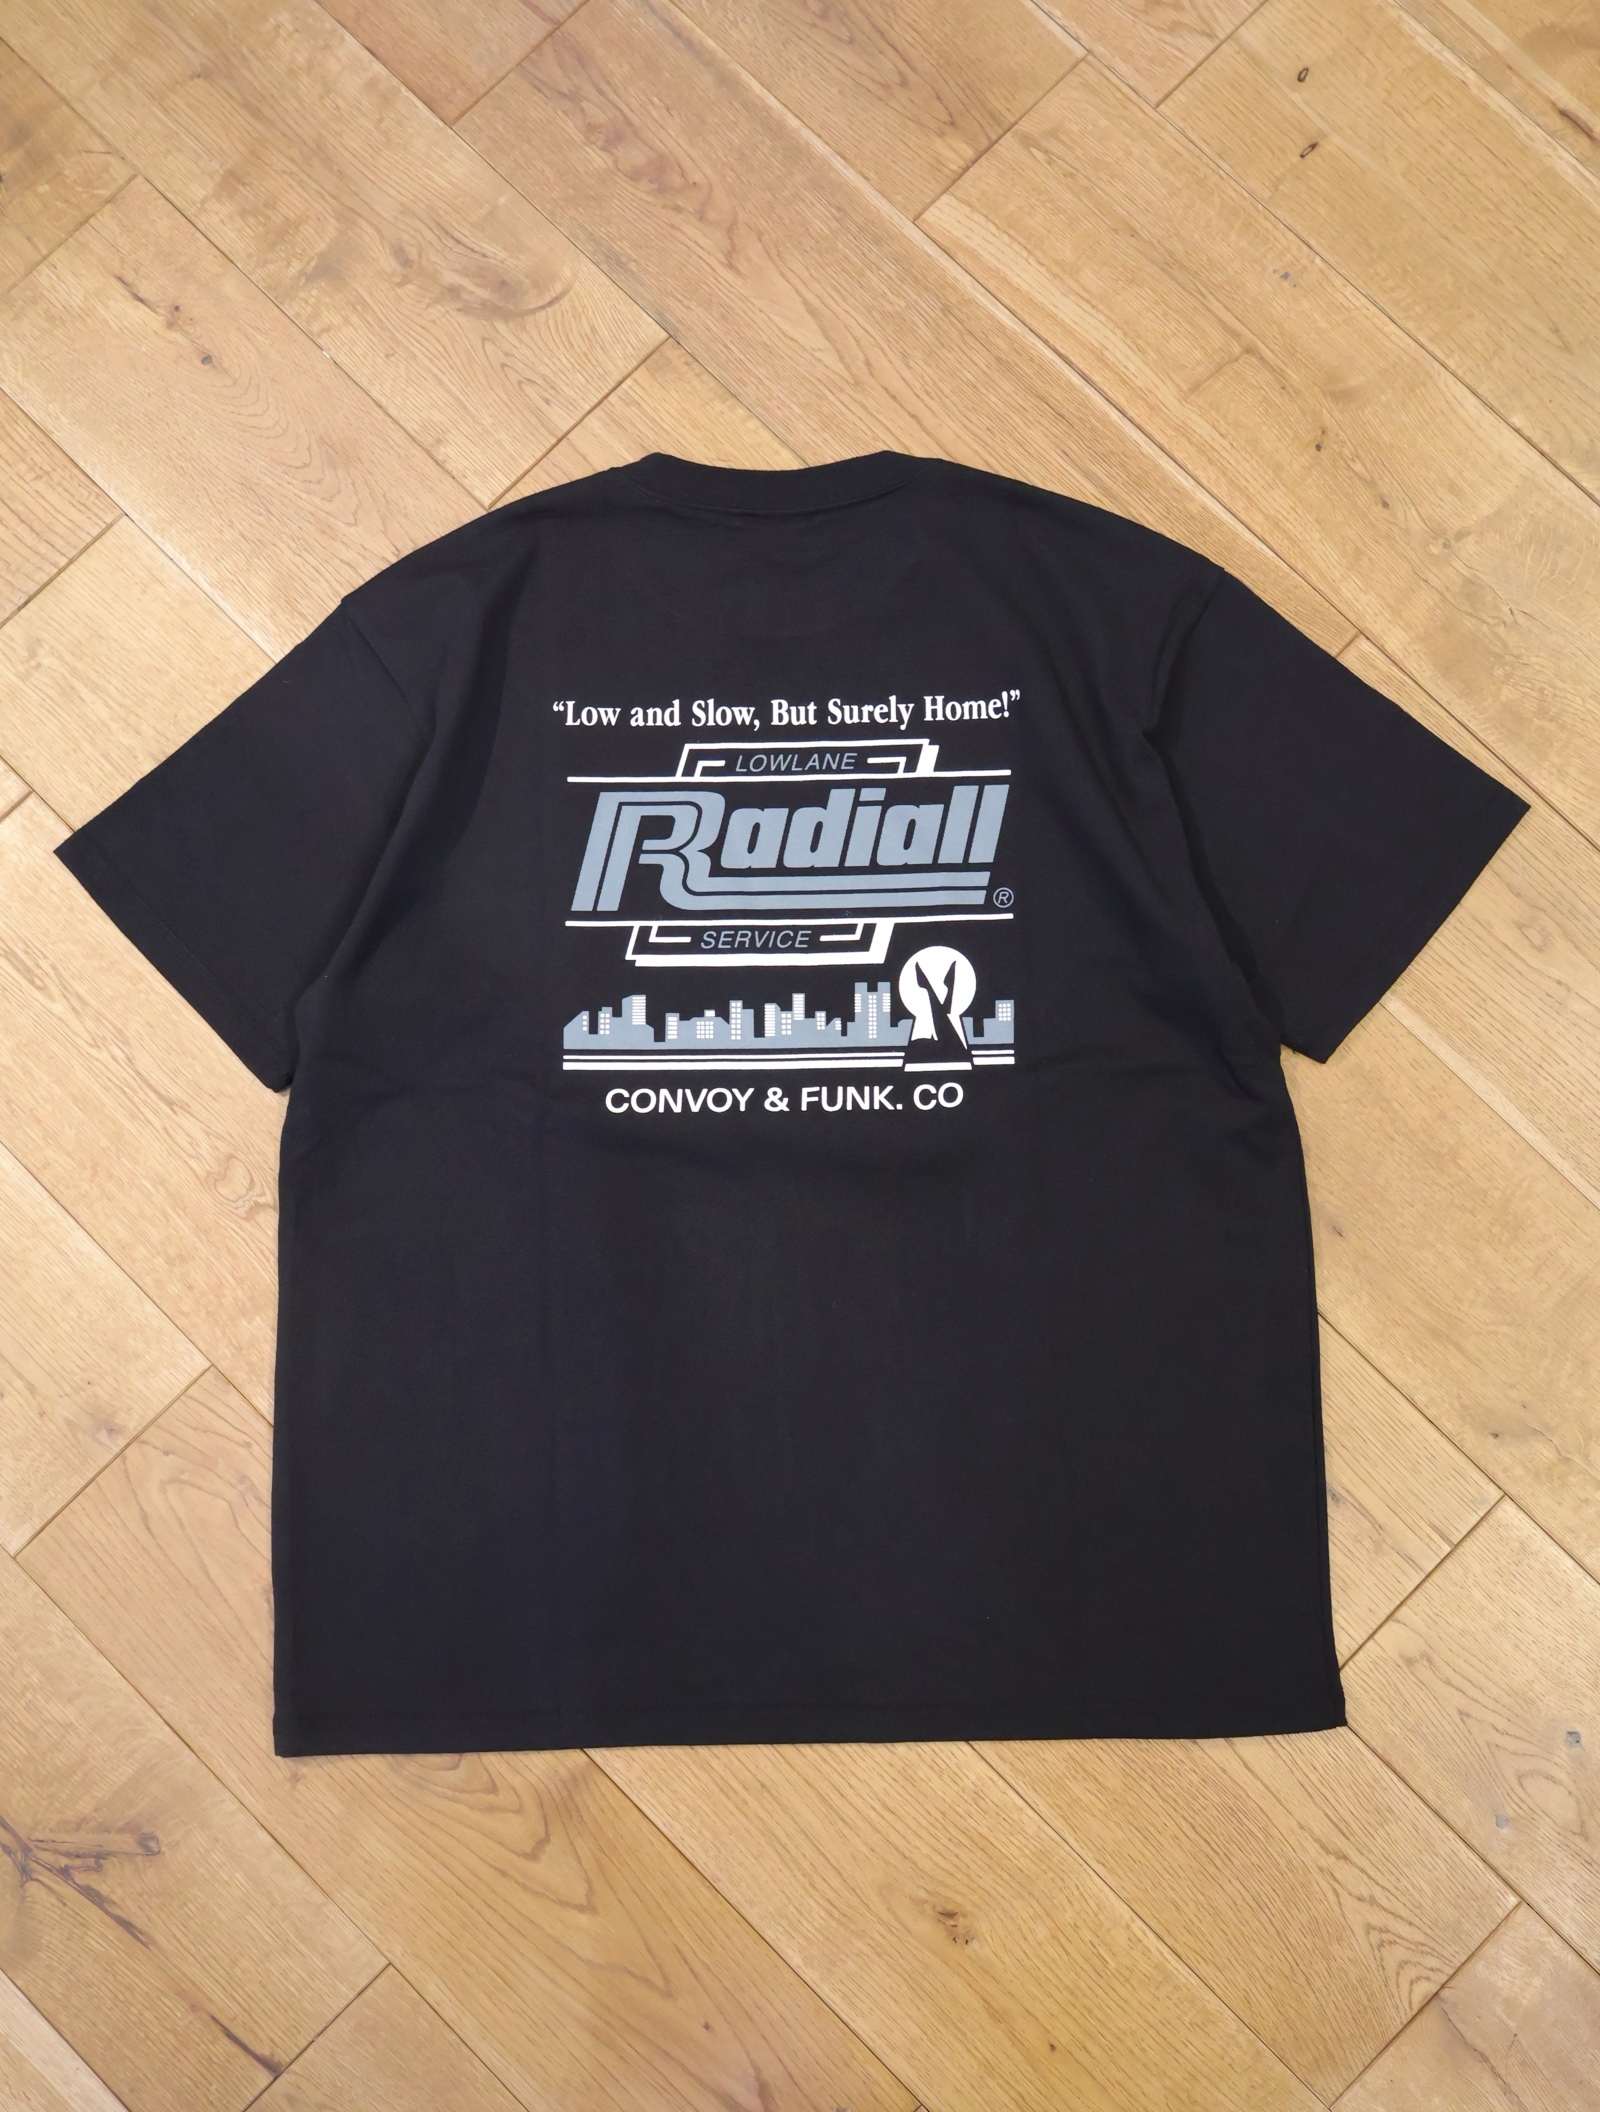 “Low and Slow, But Surely Home!”
LOWLANE
Radiall
®
SERVICE
CONVOY & FUNK. CO